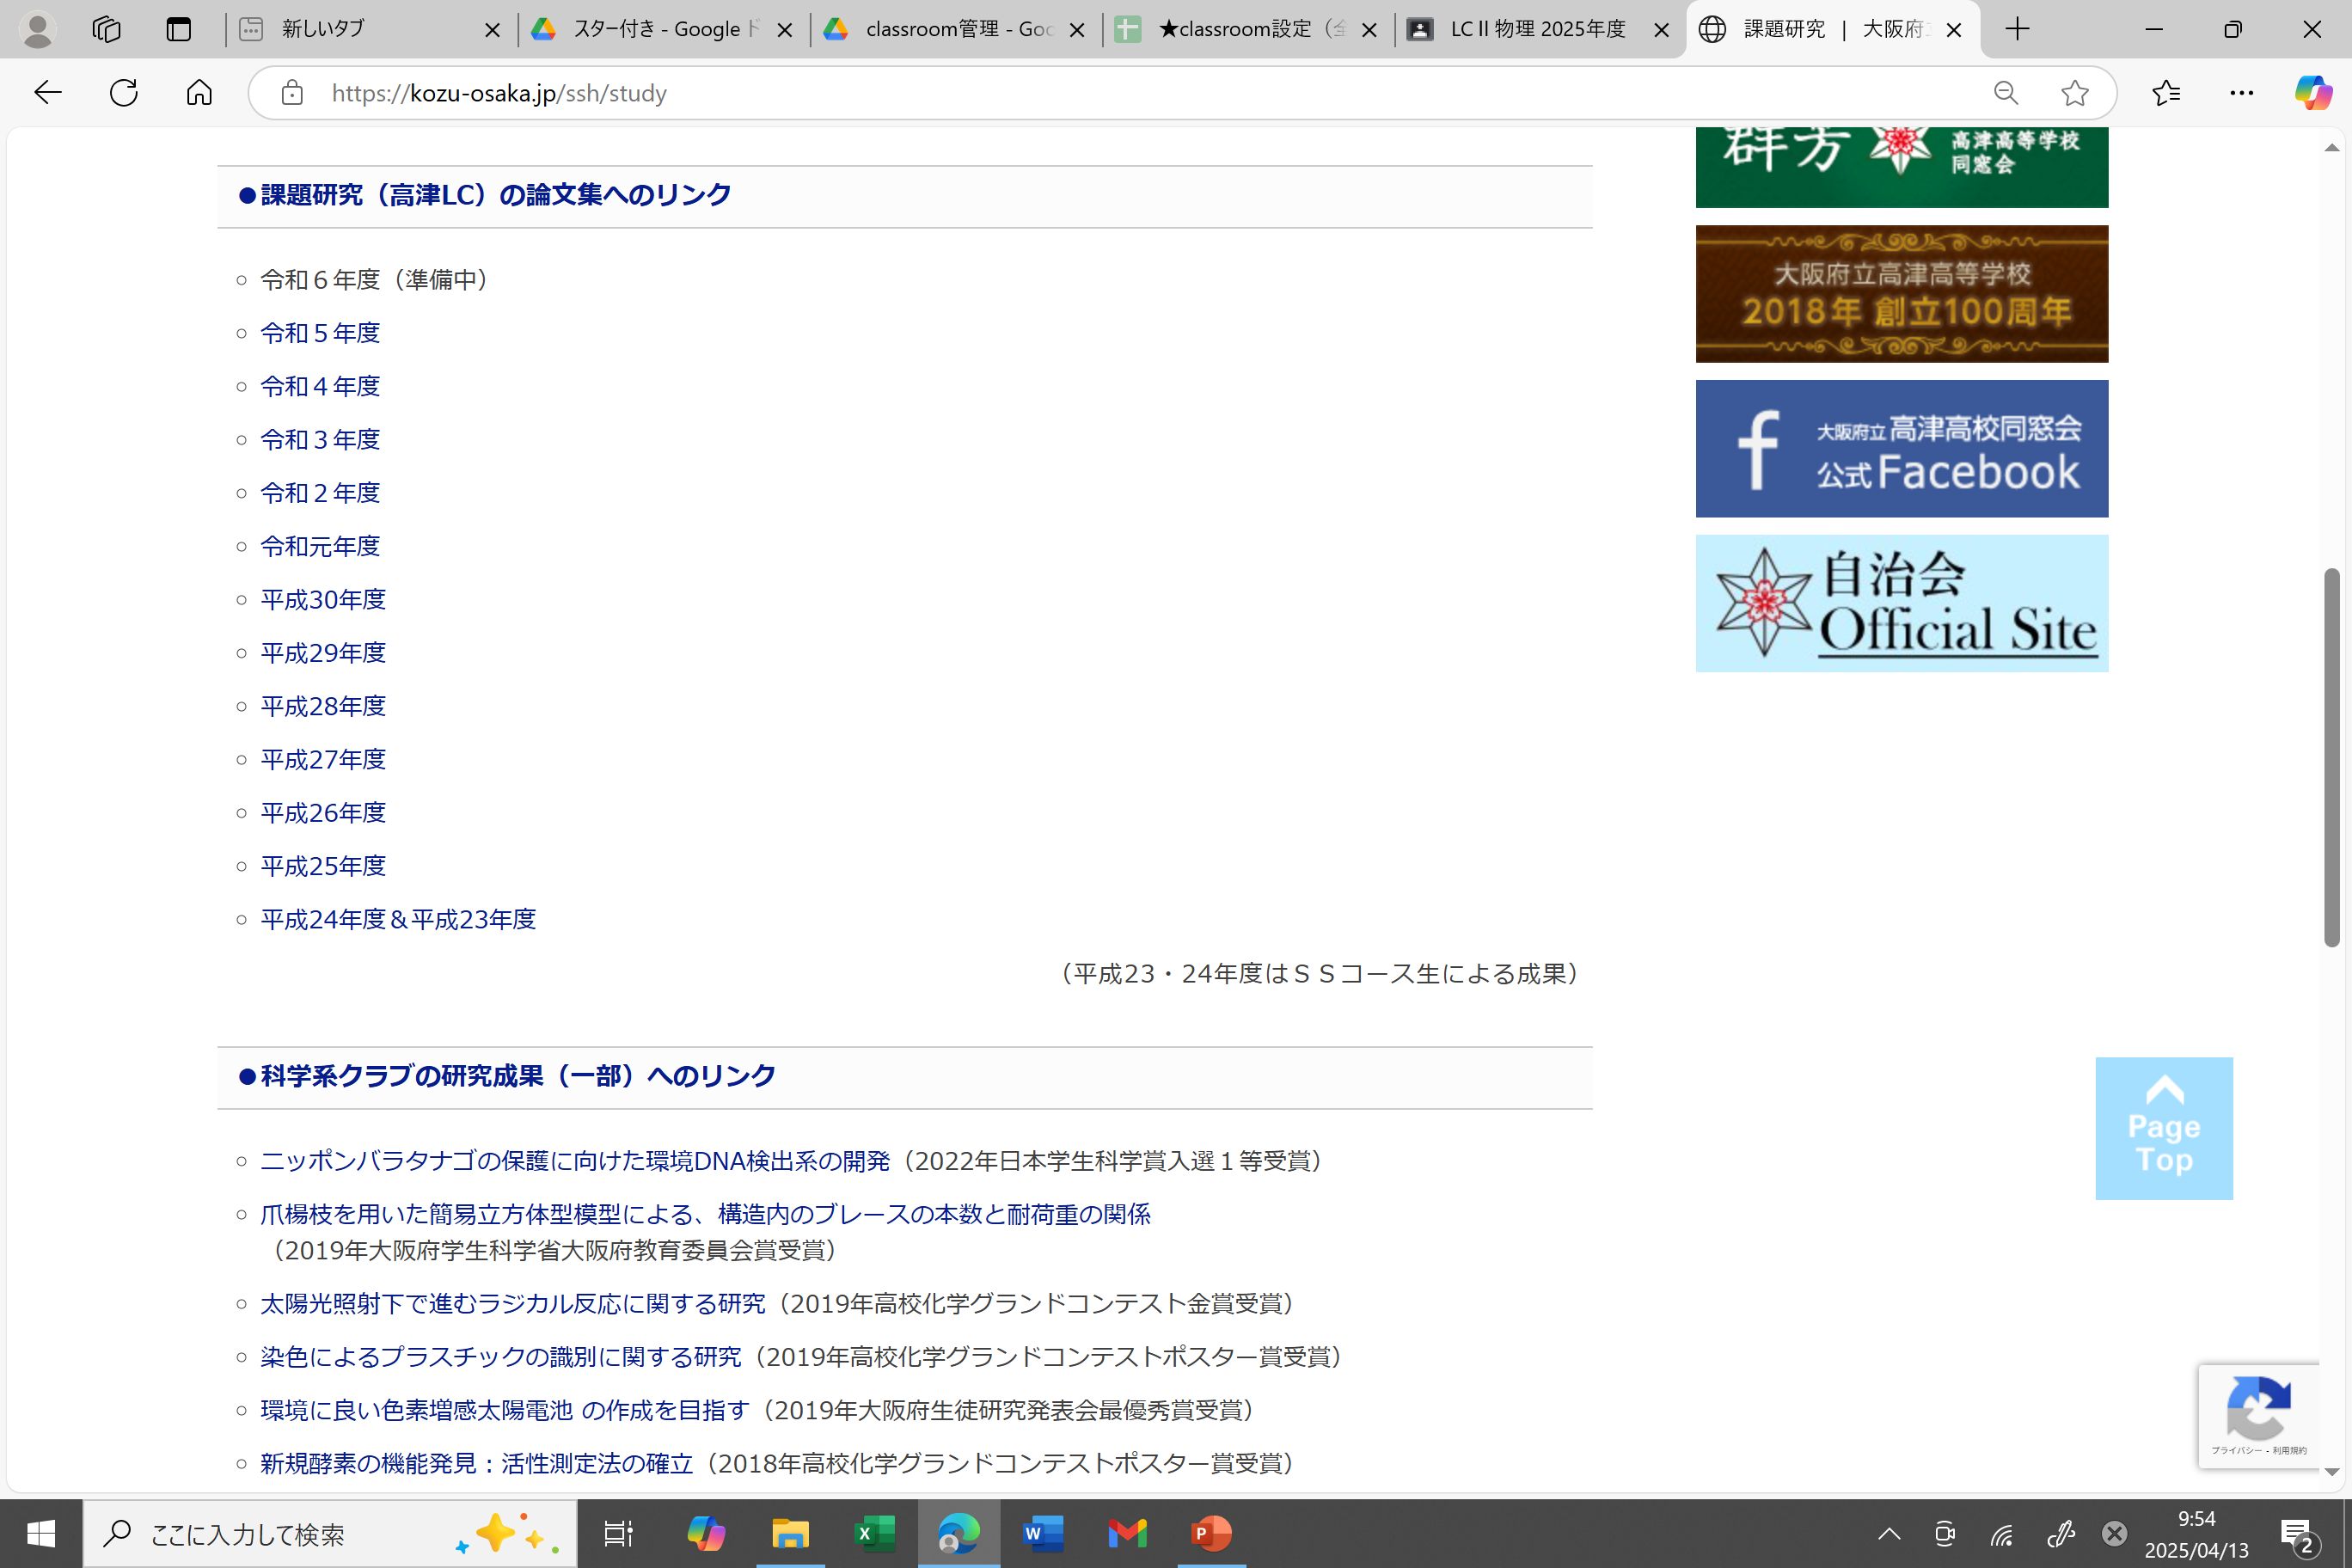 新しいタブ
スター付き - Google ド
classroom管理 - Goo
★classroom設定（全
LCⅡ物理 2025年度
課題研究 | 大阪府立
https://kozu-osaka.jp/ssh/study
●課題研究（高津LC）の論文集へのリンク
令和６年度（準備中）
令和５年度
令和４年度
令和３年度
令和２年度
令和元年度
平成30年度
平成29年度
平成28年度
平成27年度
平成26年度
平成25年度
平成24年度＆平成23年度
（平成23・24年度はＳＳコース生による成果）
●科学系クラブの研究成果（一部）へのリンク
ニッポンバラタナゴの保護に向けた環境DNA検出系の開発（2022年日本学生科学賞入選１等受賞）
爪楊枝を用いた簡易立方体型模型による、構造内のブレースの本数と耐荷重の関係
（2019年大阪府学生科学省大阪府教育委員会賞受賞）
太陽光照射下で進むラジカル反応に関する研究（2019年高校化学グランドコンテスト金賞受賞）
染色によるプラスチックの識別に関する研究（2019年高校化学グランドコンテストポスター賞受賞）
環境に良い色素増感太陽電池 の作成を目指す（2019年大阪府生徒研究発表会最優秀賞受賞）
新規酵素の機能発見：活性測定法の確立（2018年高校化学グランドコンテストポスター賞受賞）
群芳
高津高等学校
同窓会
大阪府立高津高等学校
2018年 創立100周年
f
大阪府立 高津高校同窓会
公式Facebook
自治会
Official Site
Page
Top
プライバシー - 利用規約
ここに入力して検索
9:54
2025/04/13
2